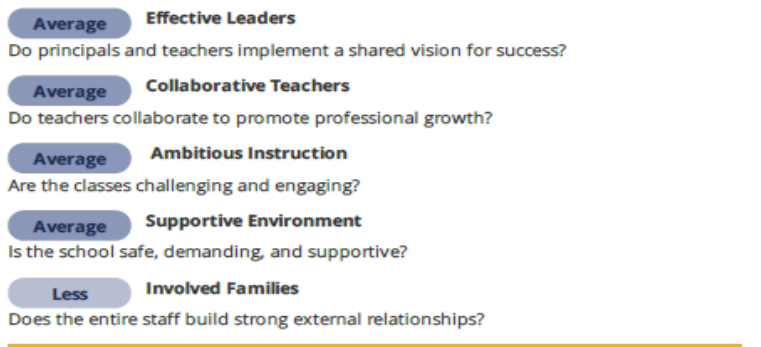 Average Effective Leaders
Do principals and teachers implement a shared vision for success?
Average Collaborative Teachers
Do teachers collaborate to promote professional growth?
Average Ambitious Instruction
Are the classes challenging and engaging?
Average Supportive Environment
Is the school safe, demanding, and supportive?
Less Involved Families
Does the entire staff build strong external relationships?